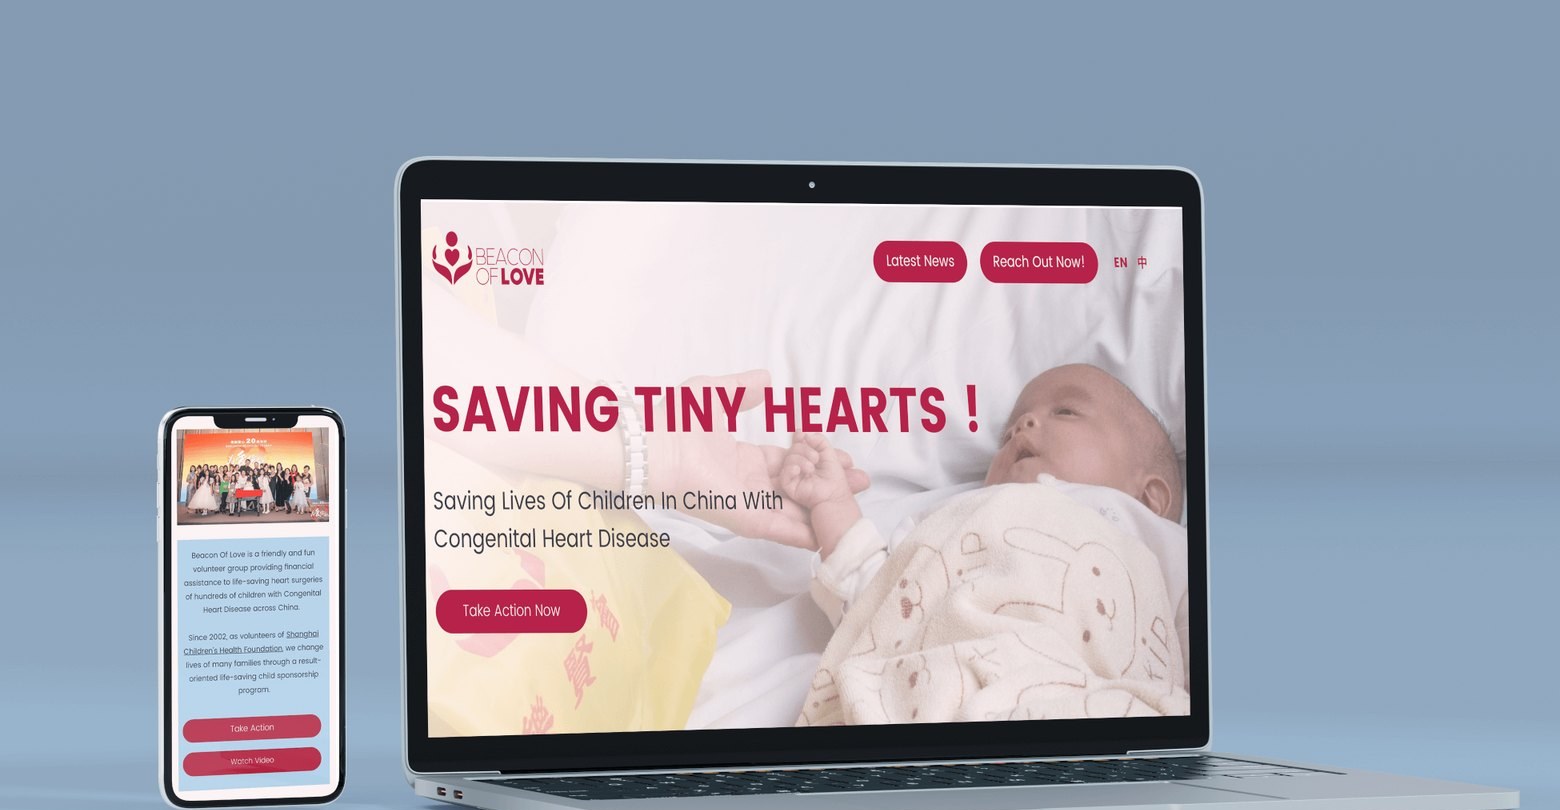 BEACON
OF LOVE
Latest News
Reach Out Now!
EN 中
SAVING TINY HEARTS !
Saving Lives Of Children In China With
Congenital Heart Disease
Take Action Now
賢
KiD
KiD
20
Beacon Of Love is a friendly and fun
volunteer group providing financial
assistance to life-saving heart surgeries
of hundreds of children with Congenital
Heart Disease across China.
Since 2002, as volunteers of Shanghai
Children's Health Foundation, we change
lives of many families through a result-
oriented life-saving child sponsorship
program.
Take Action
Watch Video